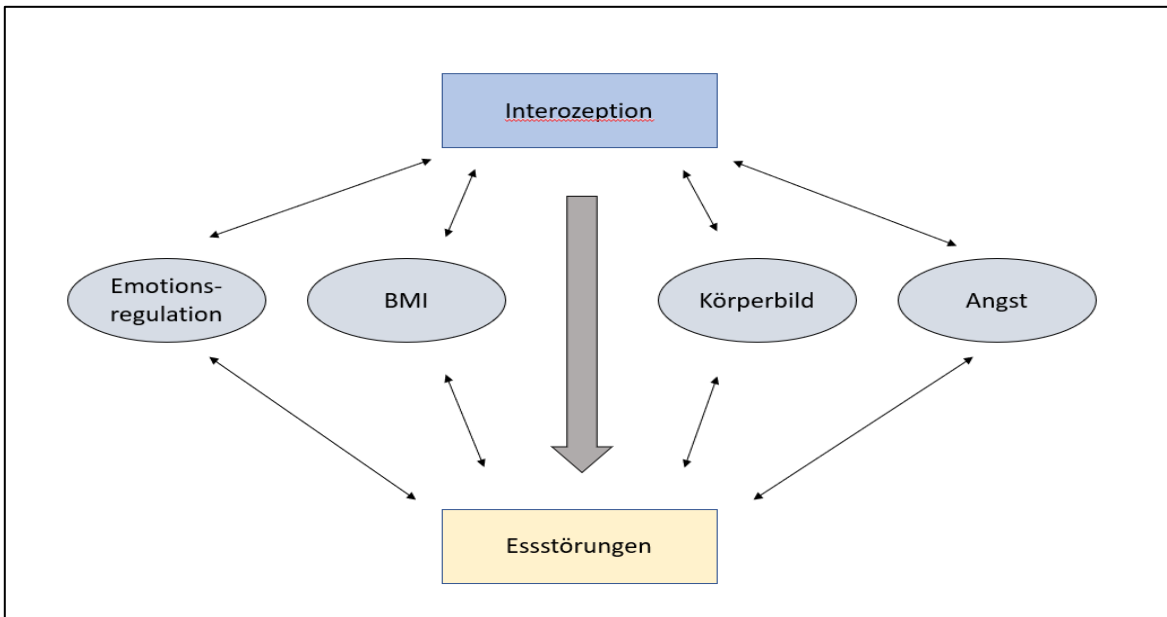 Interozeption
Emotions-
regulation
BMI
Körperbild
Angst
Essstörungen